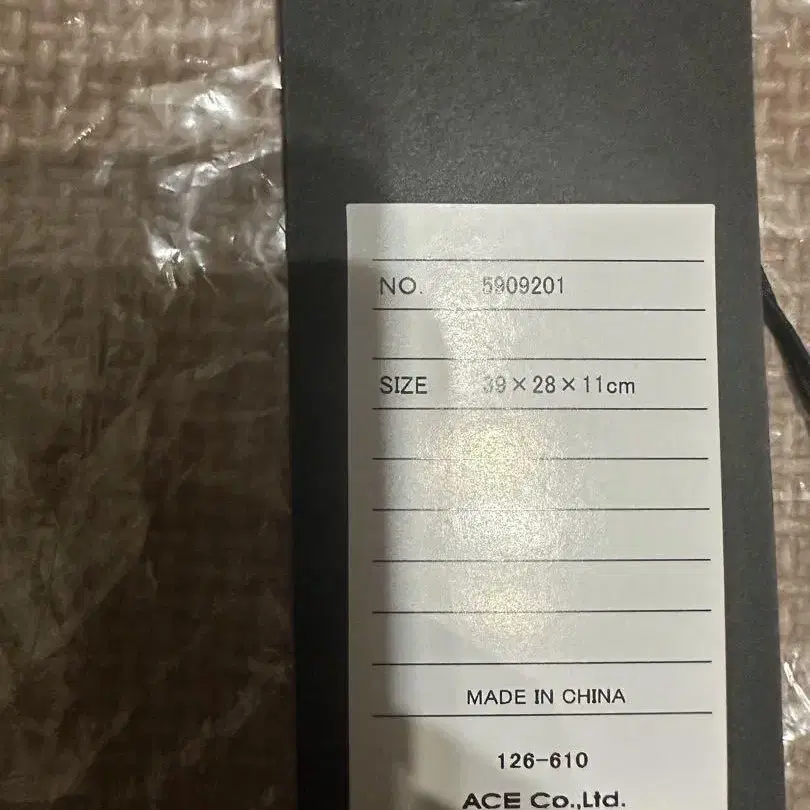 NO. 5909201
SIZE 39×28×11cm
MADE IN CHINA
126-610
ACE Co.,Ltd.